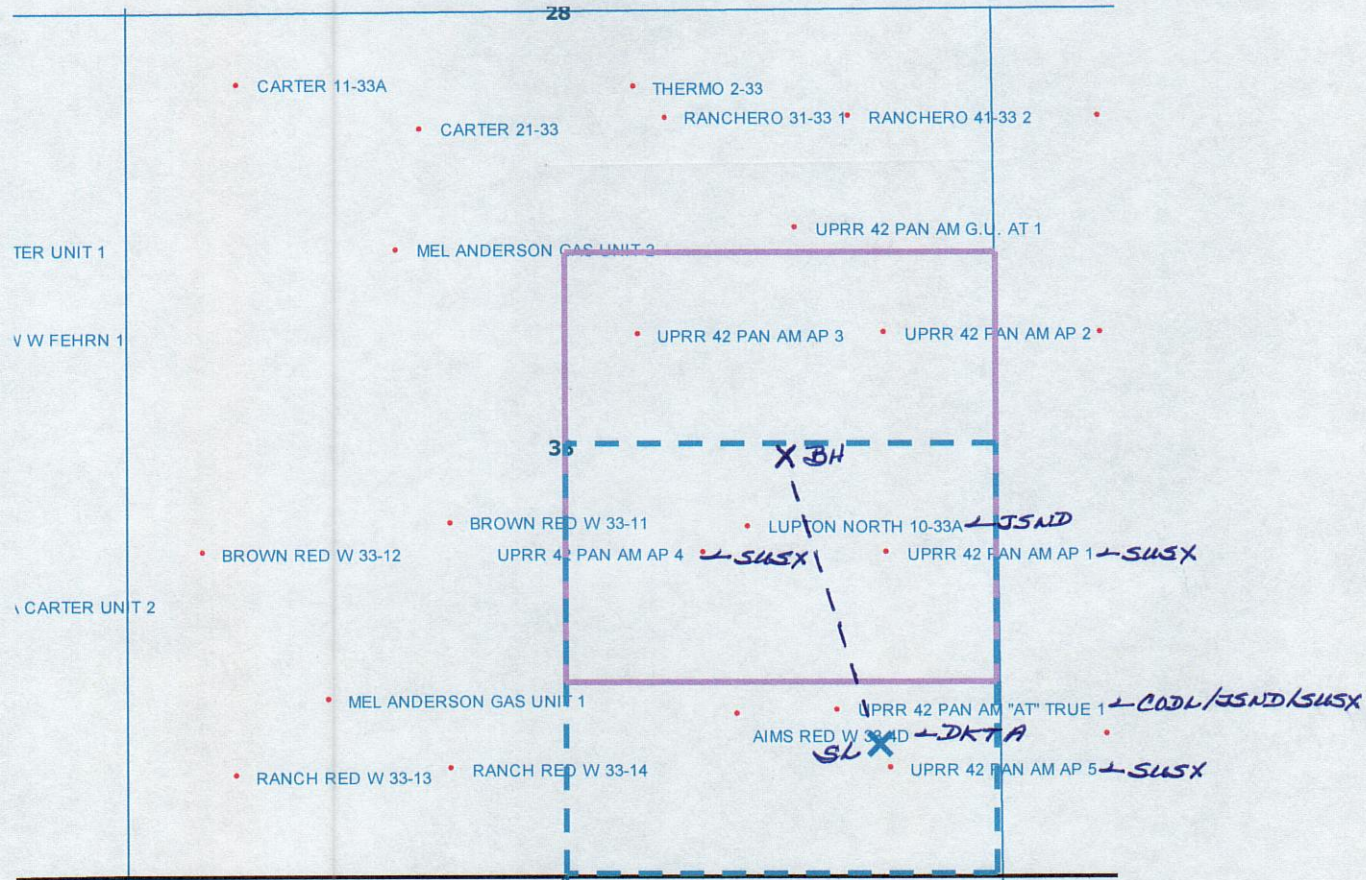 28
CARTER 11-33A
THERMO 2-33
RANCHERO 31-33 1
RANCHERO 41-33 2
CARTER 21-33
UPRR 42 PAN AM G.U. AT 1
TER UNIT 1
MEL ANDERSON GAS UNIT 2
W FEHRN 1
UPRR 42 PAN AM AP 3
UPRR 42 PAN AM AP 2
X BH
BROWN RED W 33-11
LUPTON NORTH 10-33A JSND
BROWN RED W 33-12
UPRR 42 PAN AM AP 4 SUSX
UPRR 42 PAN AM AP 1 SUSX
CARTER UNIT 2
MEL ANDERSON GAS UNIT 1
UPRR 42 PAN AM "AT" TRUE 1 CODL/JSND/SUSX
AIMS RED W 33-4D DKTA
SL X
RANCH RED W 33-13
RANCH RED W 33-14
UPRR 42 PAN AM AP 5 SUSX